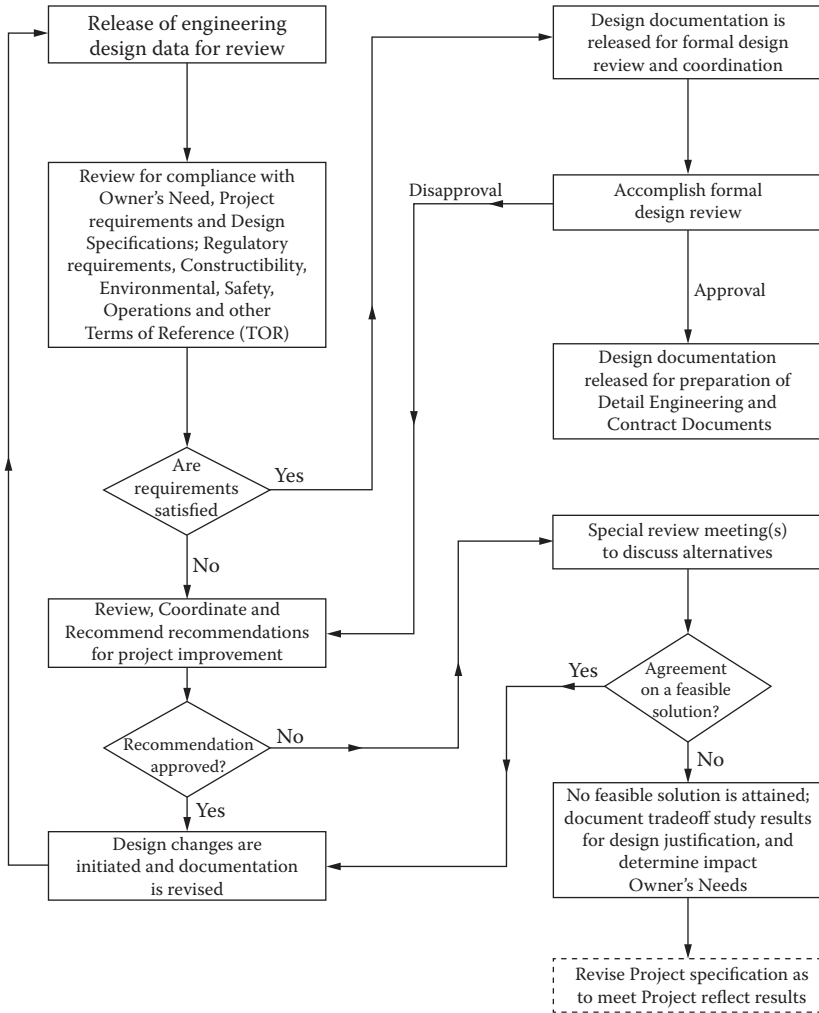 Release of engineering
design data for review
Review for compliance with
Owner's Need, Project
requirements and Design
Specifications; Regulatory
requirements, Constructibility,
Environmental, Safety,
Operations and other
Terms of Reference (TOR)
Are
requirements
satisfied
Yes
No
Review, Coordinate and
Recommend recommendations
for project improvement
Recommendation
approved?
No
Yes
Design changes are
initiated and documentation
is revised
Design documentation is
released for formal design
review and coordination
Accomplish formal
design review
Disapproval
Approval
Design documentation
released for preparation of
Detail Engineering and
Contract Documents
Special review meeting(s)
to discuss alternatives
Agreement
on a feasible
solution?
Yes
No
No feasible solution is attained;
document tradeoff study results
for design justification, and
determine impact
Owner's Needs
Revise Project specification as
to meet Project reflect results